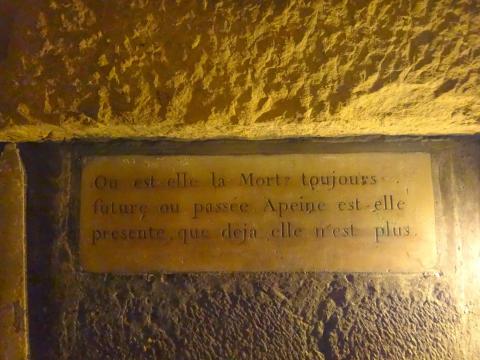 Ou est elle la Mort? toujours
future ou passée. Apeine est elle
presente, que deja elle n'est plus.